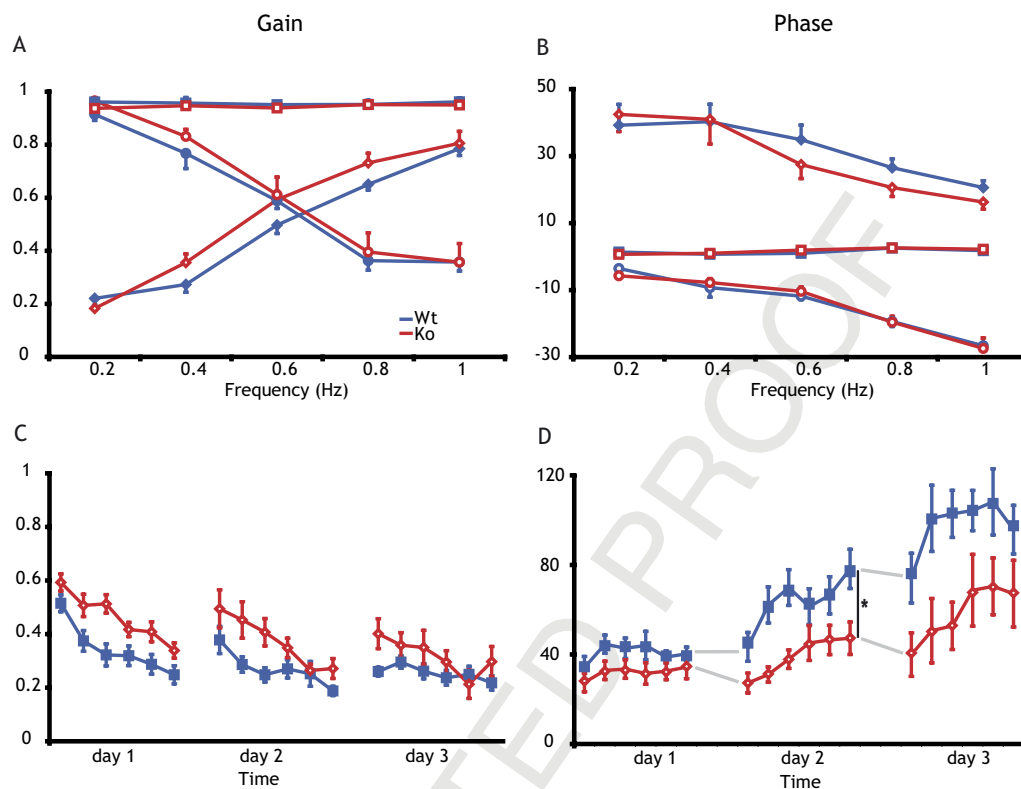 Gain
Phase
A
B
1
0.8
0.6
0.4
0.2
0
0.2 0.4 0.6 0.8 1
Frequency (Hz)
Wt
Ko
50
30
10
-10
-30
0.2 0.4 0.6 0.8 1
Frequency (Hz)
C
D
1
0.8
0.6
0.4
0.2
0
day 1 day 2 day 3
Time
120
80
40
0
*
day 1 day 2 day 3
Time
TED PROOF